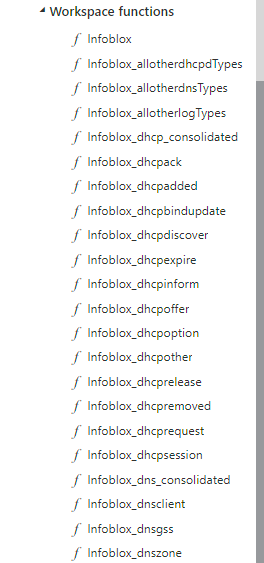 Workspace functions
Infoblox
Infoblox_allotherdhcpdTypes
Infoblox_allotherdnsTypes
Infoblox_allotherlogTypes
Infoblox_dhcp_consolidated
Infoblox_dhcpack
Infoblox_dhcpadded
Infoblox_dhcpbindupdate
Infoblox_dhcpdiscover
Infoblox_dhcpexpire
Infoblox_dhcpinform
Infoblox_dhcpoffer
Infoblox_dhcpoption
Infoblox_dhcpother
Infoblox_dhcprelease
Infoblox_dhcpremoved
Infoblox_dhcprequest
Infoblox_dhcpsession
Infoblox_dns_consolidated
Infoblox_dnsclient
Infoblox_dnsgss
Infoblox_dnszone